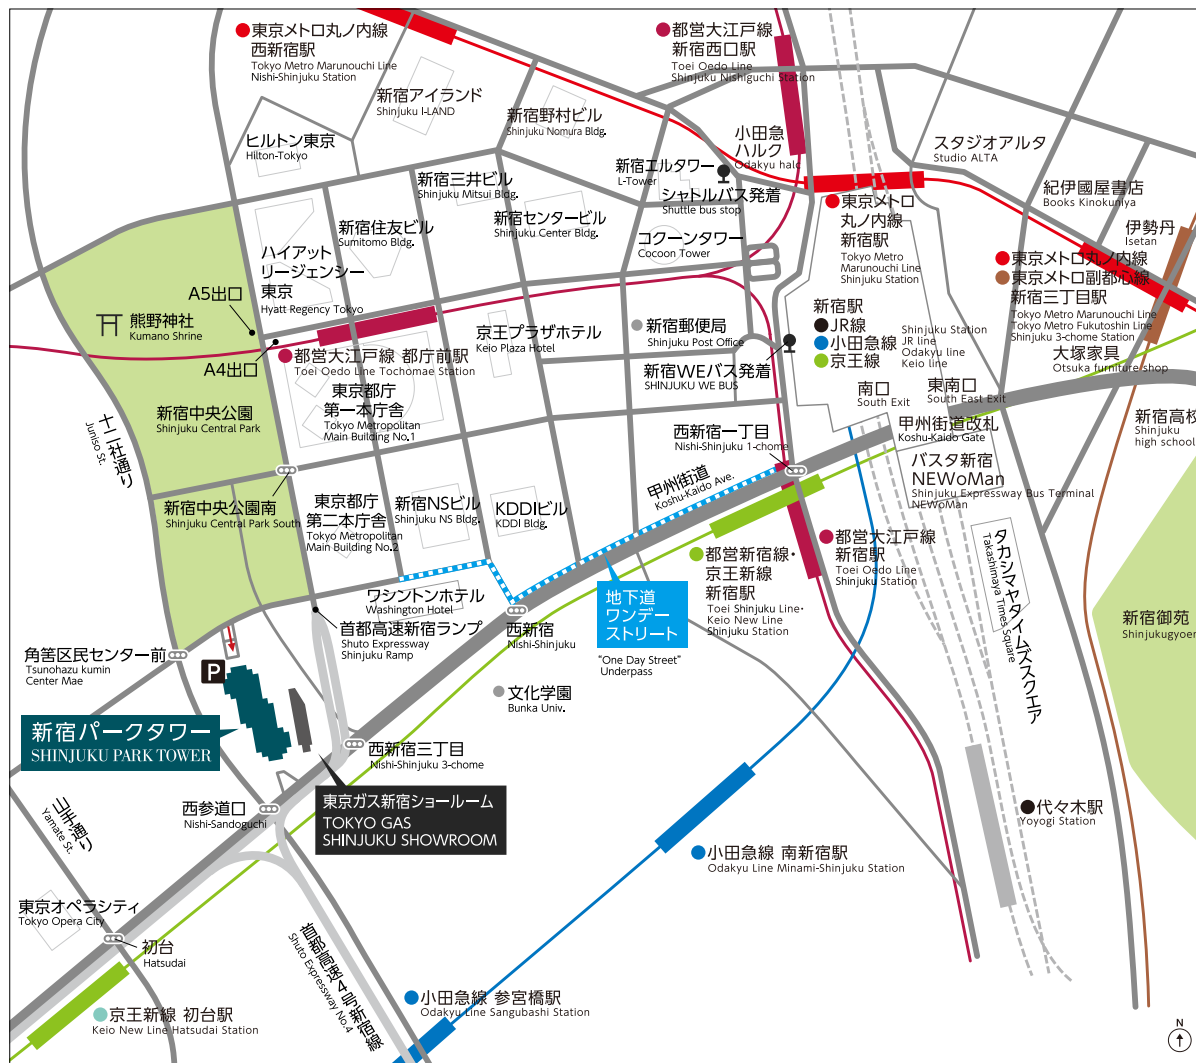 東京メトロ丸ノ内線
西新宿駅
Tokyo Metro Marunouchi Line
Nishi-Shinjuku Station
都営大江戸線
新宿西口駅
Toei Oedo Line
Shinjuku Nishiguchi Station
新宿アイランド
Shinjuku I-LAND
新宿野村ビル
Shinjuku Nomura Bldg.
ヒルトン東京
Hilton-Tokyo
小田急
ハルク
Odakyu halc
スタジオアルタ
Studio ALTA
新宿エルタワー
L-Tower
シャトルバス発着
Shuttle bus stop
新宿三井ビル
Shinjuku Mitsui Bldg.
紀伊國屋書店
Books Kinokuniya
新宿住友ビル
Sumitomo Bldg.
新宿センタービル
Shinjuku Center Bldg.
コクーンタワー
Cocoon Tower
東京メトロ
丸ノ内線
新宿駅
Tokyo Metro
Marunouchi Line
Shinjuku Station
伊勢丹
Isetan
ハイアット
リージェンシー
東京
Hyatt Regency Tokyo
東京メトロ丸ノ内線
東京メトロ副都心線
新宿三丁目駅
Tokyo Metro Marunouchi Line
Tokyo Metro Fukutoshin Line
Shinjuku 3-chome Station
A5出口
熊野神社
Kumano Shrine
A4出口
都営大江戸線 都庁前駅
Toei Oedo Line Tochomae Station
京王プラザホテル
Keio Plaza Hotel
新宿郵便局
Shinjuku Post Office
新宿WEバス発着
SHINJUKU WE BUS
新宿駅
JR線
小田急線
京王線
Shinjuku Station
JR line
Odakyu line
Keio line
大塚家具
Otsuka furniture shop
南口
South Exit
東南口
South East Exit
東京都庁
第一本庁舎
Tokyo Metropolitan
Main Building No.1
新宿中央公園
Shinjuku Central Park
十二社通り
Juniso St.
西新宿一丁目
Nishi-Shinjuku 1-chome
甲州街道改札
Koshu-Kaido Gate
新宿高校
Shinjuku
high school
バスタ新宿
NEWoMan
Shinjuku Expressway Bus Terminal
NEWoMan
甲州街道
Koshu-Kaido Ave.
新宿中央公園南
Shinjuku Central Park South
東京都庁
第二本庁舎
Tokyo Metropolitan
Main Building No.2
新宿NSビル
Shinjuku NS Bldg.
KDDIビル
KDDI Bldg.
都営大江戸線
新宿駅
Toei Oedo Line
Shinjuku Station
タカシマヤタイムズスクエア
Takashimaya Times Square
都営新宿線・
京王新線
新宿駅
Toei Shinjuku Line・
Keio New Line
Shinjuku Station
地下道
ワンデー
ストリート
"One Day Street"
Underpass
ワシントンホテル
Washington Hotel
首都高速新宿ランプ
Shuto Expressway
Shinjuku Ramp
西新宿
Nishi-Shinjuku
新宿御苑
Shinjukugyoen
角筈区民センター前
Tsunohazu kumin
Center Mae
P
文化学園
Bunka Univ.
新宿パークタワー
SHINJUKU PARK TOWER
西新宿三丁目
Nishi-Shinjuku 3-chome
東京ガス新宿ショールーム
TOKYO GAS
SHINJUKU SHOWROOM
西参道口
Nishi-Sandoguchi
山手通り
Yamate St.
代々木駅
Yoyogi Station
小田急線 南新宿駅
Odakyu Line Minami-Shinjuku Station
東京オペラシティ
Tokyo Opera City
初台
Hatsudai
首都高速4号新宿線
Shuto Expressway No.4
小田急線 参宮橋駅
Odakyu Line Sangubashi Station
京王新線 初台駅
Keio New Line Hatsudai Station
N